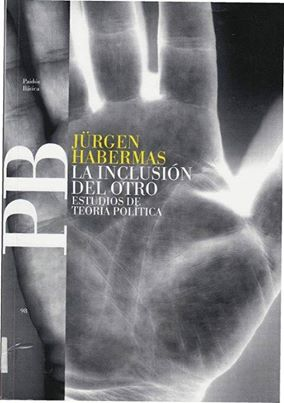 Paidós
Básica
PB
JÜRGEN
HABERMAS
LA INCLUSIÓN
DEL OTRO
ESTUDIOS DE
TEORÍA POLÍTICA
98